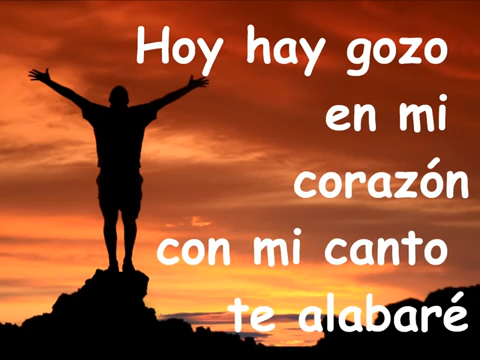 Hoy hay gozo
en mi
corazón
con mi canto
te alabaré